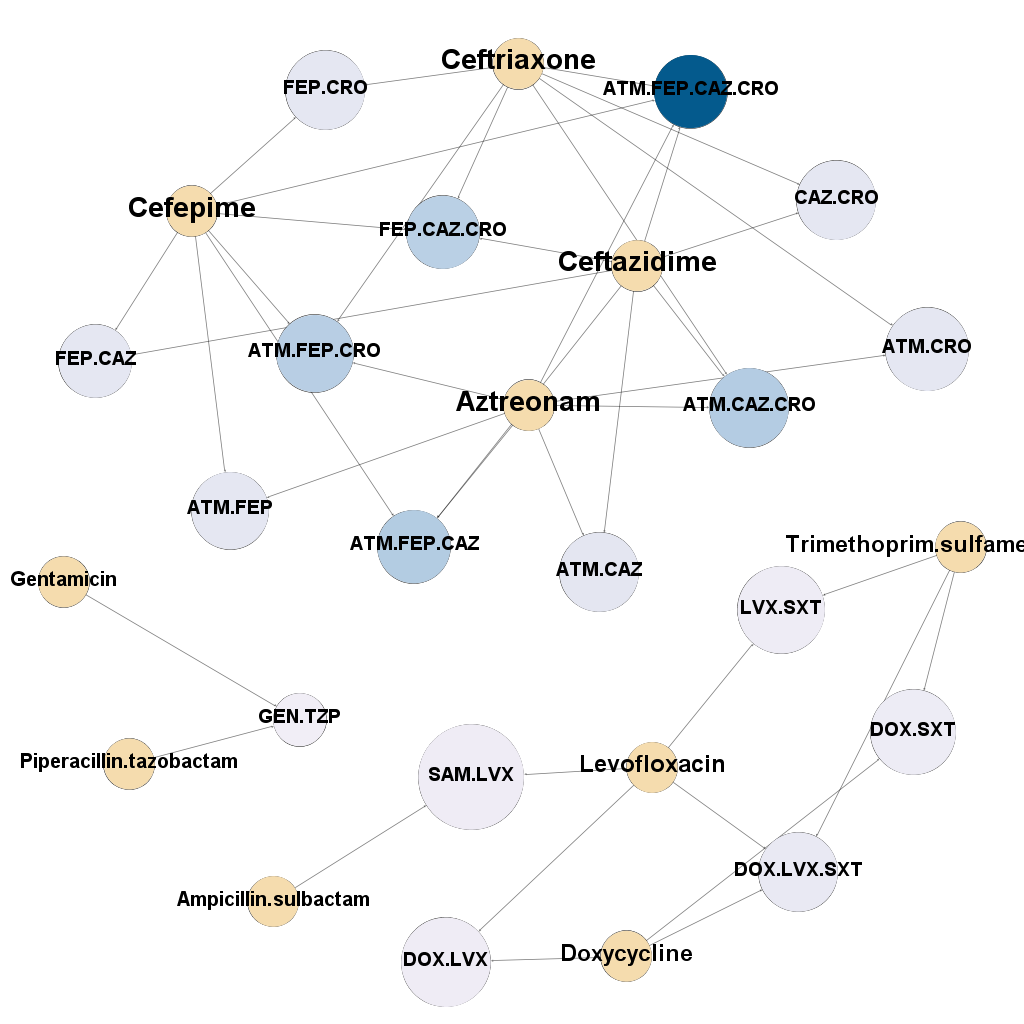 Ceftriaxone
FEP.CRO
ATM.FEP.CAZ.CRO
CAZ.CRO
Cefepime
FEP.CAZ.CRO
Ceftazidime
FEP.CAZ
ATM.FEP.CRO
ATM.CRO
Aztreonam
ATM.CAZ.CRO
ATM.FEP
ATM.FEP.CAZ
ATM.CAZ
Trimethoprim.sulfame
Gentamicin
LVX.SXT
GEN.TZP
DOX.SXT
Piperacillin.tazobactam
SAM.LVX
Levofloxacin
DOX.LVX.SXT
Ampicillin.sulbactam
Doxycycline
DOX.LVX